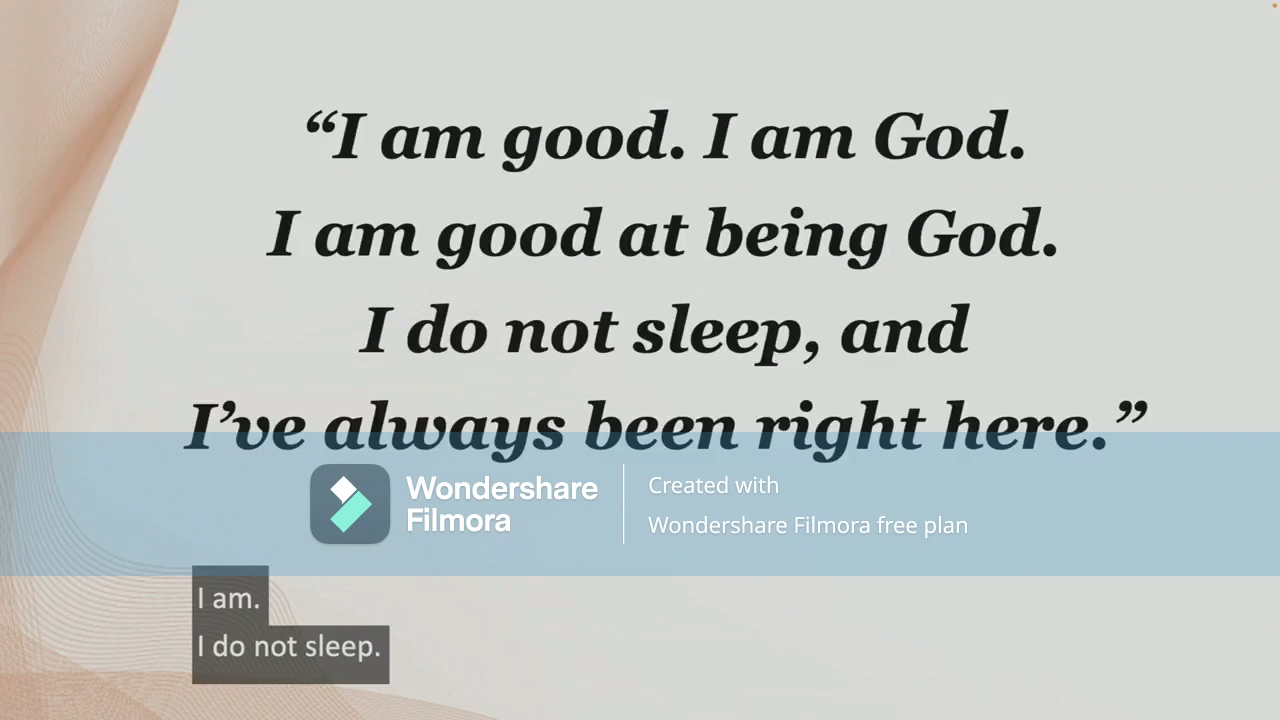 “I am good. I am God.
I am good at being God.
I do not sleep, and
I’ve always been right here.”
Wondershare
Filmora
Created with
Wondershare Filmora free plan
I am.
I do not sleep.